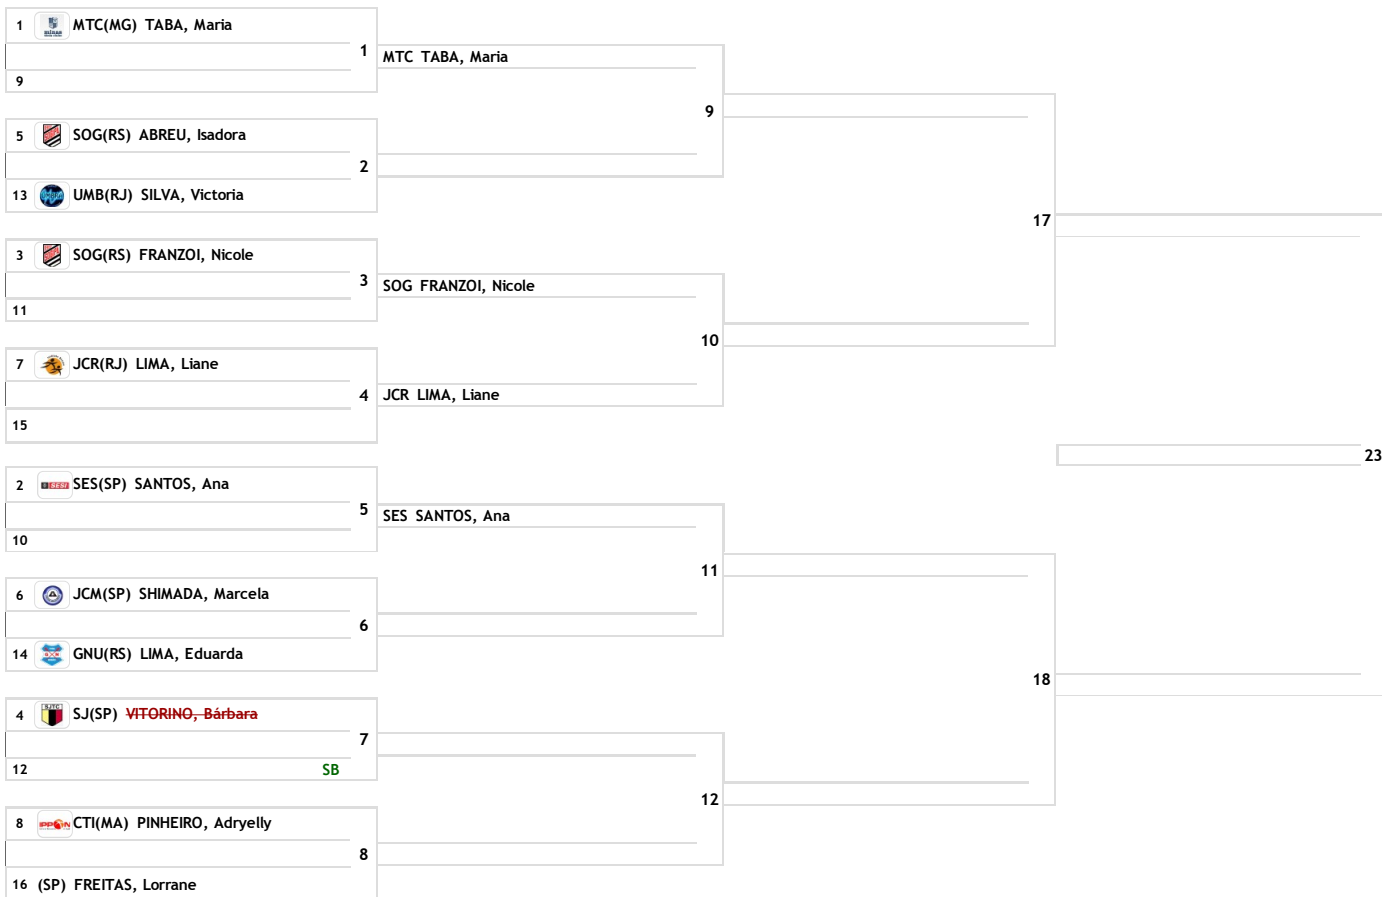 1 MTC(MG) TABA, Maria
1
MTC TABA, Maria
9
9
5 SOG(RS) ABREU, Isadora
2
13 UMB(RJ) SILVA, Victoria
17
3 SOG(RS) FRANZOI, Nicole
3
SOG FRANZOI, Nicole
11
10
7 JCR(RJ) LIMA, Liane
4
JCR LIMA, Liane
15
23
2 SESI SES(SP) SANTOS, Ana
5
SES SANTOS, Ana
10
11
6 JCM(SP) SHIMADA, Marcela
6
14 GNU(RS) LIMA, Eduarda
18
4 SJTC SJ(SP) VITORINO, Bárbara
7
12 SB
12
8 IPPON CTI(MA) PINHEIRO, Adryelly
8
16 (SP) FREITAS, Lorrane